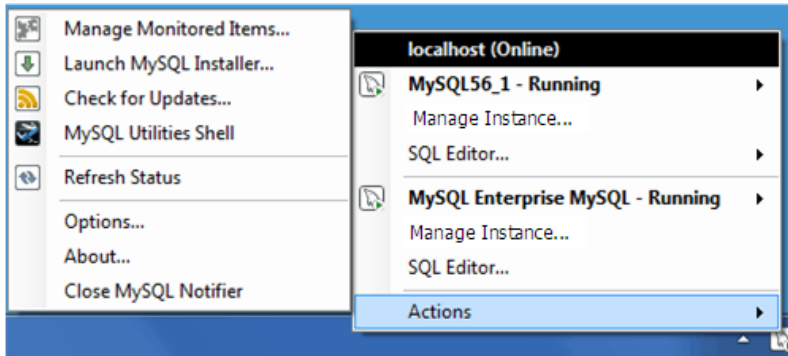 Manage Monitored Items...
Launch MySQL Installer...
Check for Updates...
MySQL Utilities Shell
Refresh Status
Options...
About...
Close MySQL Notifier
localhost (Online)
MySQL56_1 - Running
Manage Instance...
SQL Editor...
MySQL Enterprise MySQL - Running
Manage Instance...
SQL Editor...
Actions